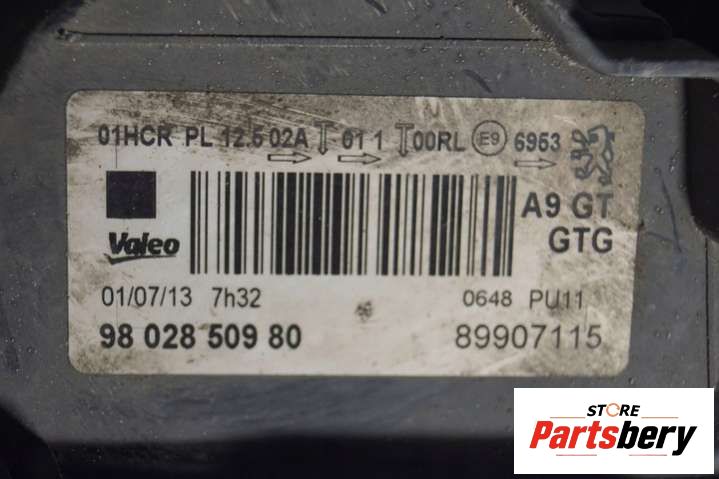 01HCR PL 12.5 02A 01 1 00RL E9 6953
A9 GT
GTG
Valeo
01/07/13 7h32 0648 PU11
98 028 509 80 89907115
STORE
Partsbery